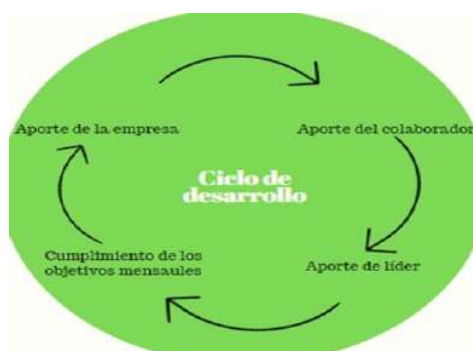 Aporte de la empresa
Aporte del colaborador
Ciclo de
desarrollo
Cumplimiento de los
objetivos mensaules
Aporte de líder